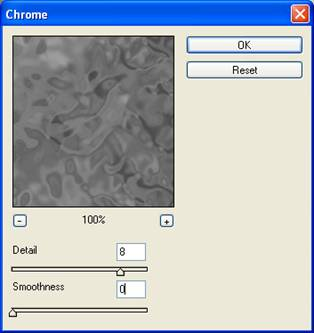 Chrome
OK
Reset
- 100% +
Detail 8
Smoothness 0